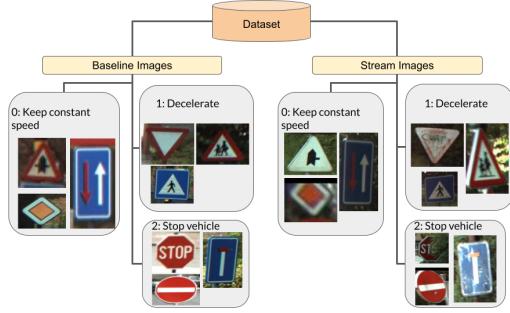 Dataset
Baseline Images
Stream Images
0: Keep constant
speed
1: Decelerate
2: Stop vehicle
STOP
0: Keep constant
speed
1: Decelerate
2: Stop vehicle
ST